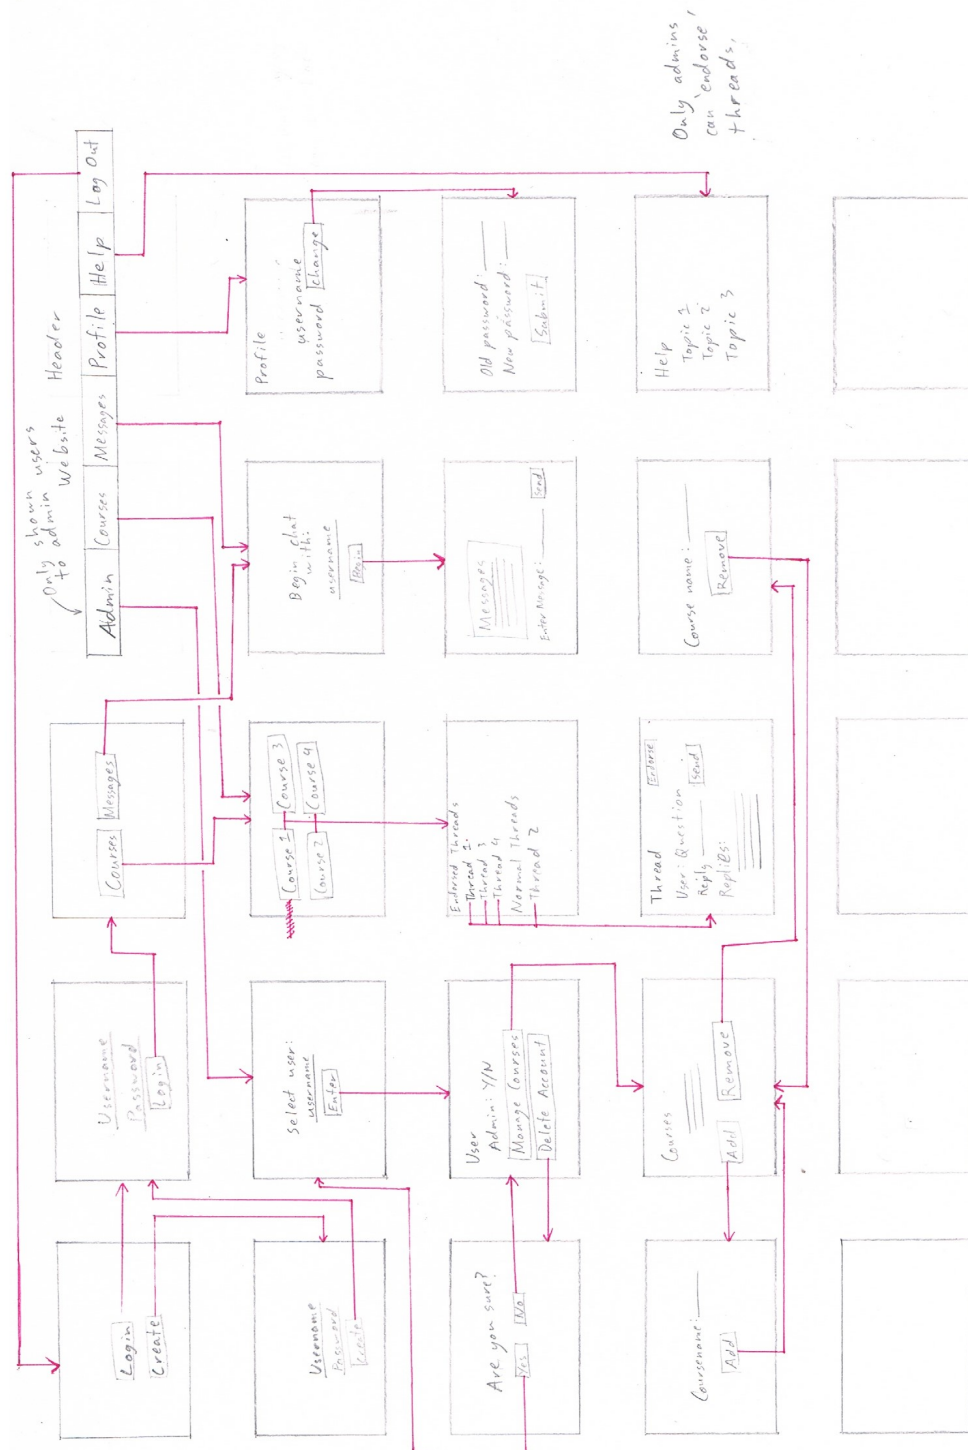 Login
Create
Username
Password
Login
Courses
Messages
Only shown
to admin users
Website Header
Admin
Courses
Messages
Profile
Help
Log Out
Username
Password
Create
Select user:
username
Enter
Course 1
Course 3
Course 2
Course 4
Begin chat
with:
username
Begin
Profile
username
password
change
Are you sure?
Yes
No
User
Admin: Y/N
Manage Courses
Delete Account
Endorsed Threads
Thread 1
Thread 3
Thread 4
Normal Threads
Thread 2
Messages
Enter Message:
Send
Old password:
New password:
Submit
Coursename:
Add
Courses
Add
Remove
Thread
Endorse
User: Question
Reply
Send
Replies:
Course name:
Remove
Help
Topic 1
Topic 2
Topic 3
Only admins
can 'endorse'
threads.